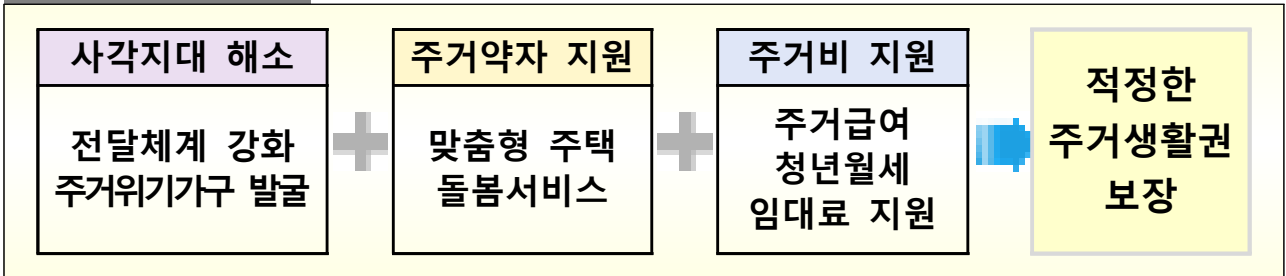 사각지대 해소
전달체계 강화
주거위기가구 발굴
주거약자 지원
맞춤형 주택
돌봄서비스
주거비 지원
주거급여
청년월세
임대료 지원
적정한
주거생활권
보장